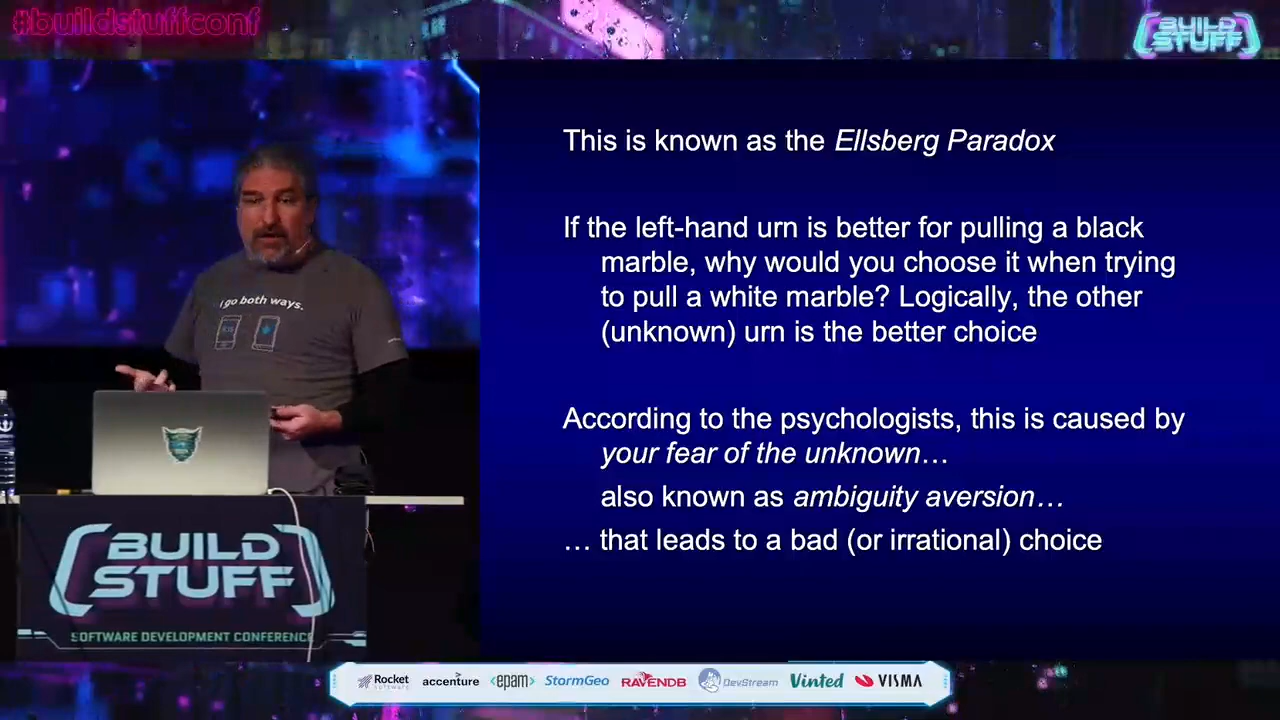 #buildstuffconf
BUILD
STUFF
This is known as the Ellsberg Paradox
If the left-hand urn is better for pulling a black
marble, why would you choose it when trying
to pull a white marble? Logically, the other
(unknown) urn is the better choice
According to the psychologists, this is caused by
your fear of the unknown…
also known as ambiguity aversion…
… that leads to a bad (or irrational) choice
i go both ways.
BUILD
STUFF
SOFTWARE DEVELOPMENT CONFERENCE
Rocket
software
accenture
<epam>
StormGeo
RAVENDB
DevStream
Vinted
VISMA